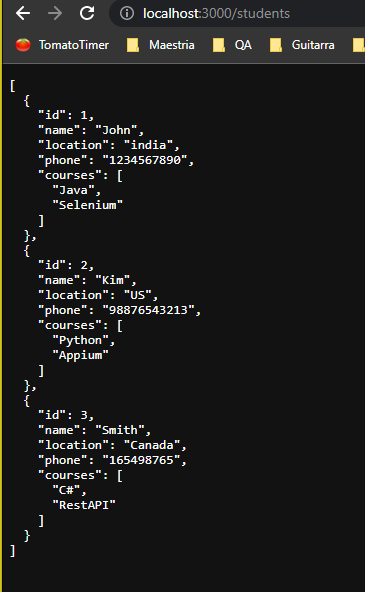 localhost:3000/students
TomatoTimer Maestria QA Guitarra
[
  {
    "id": 1,
    "name": "John",
    "location": "india",
    "phone": "1234567890",
    "courses": [
      "Java",
      "Selenium"
    ]
  },
  {
    "id": 2,
    "name": "Kim",
    "location": "US",
    "phone": "98876543213",
    "courses": [
      "Python",
      "Appium"
    ]
  },
  {
    "id": 3,
    "name": "Smith",
    "location": "Canada",
    "phone": "165498765",
    "courses": [
      "C#",
      "RestAPI"
    ]
  }
]